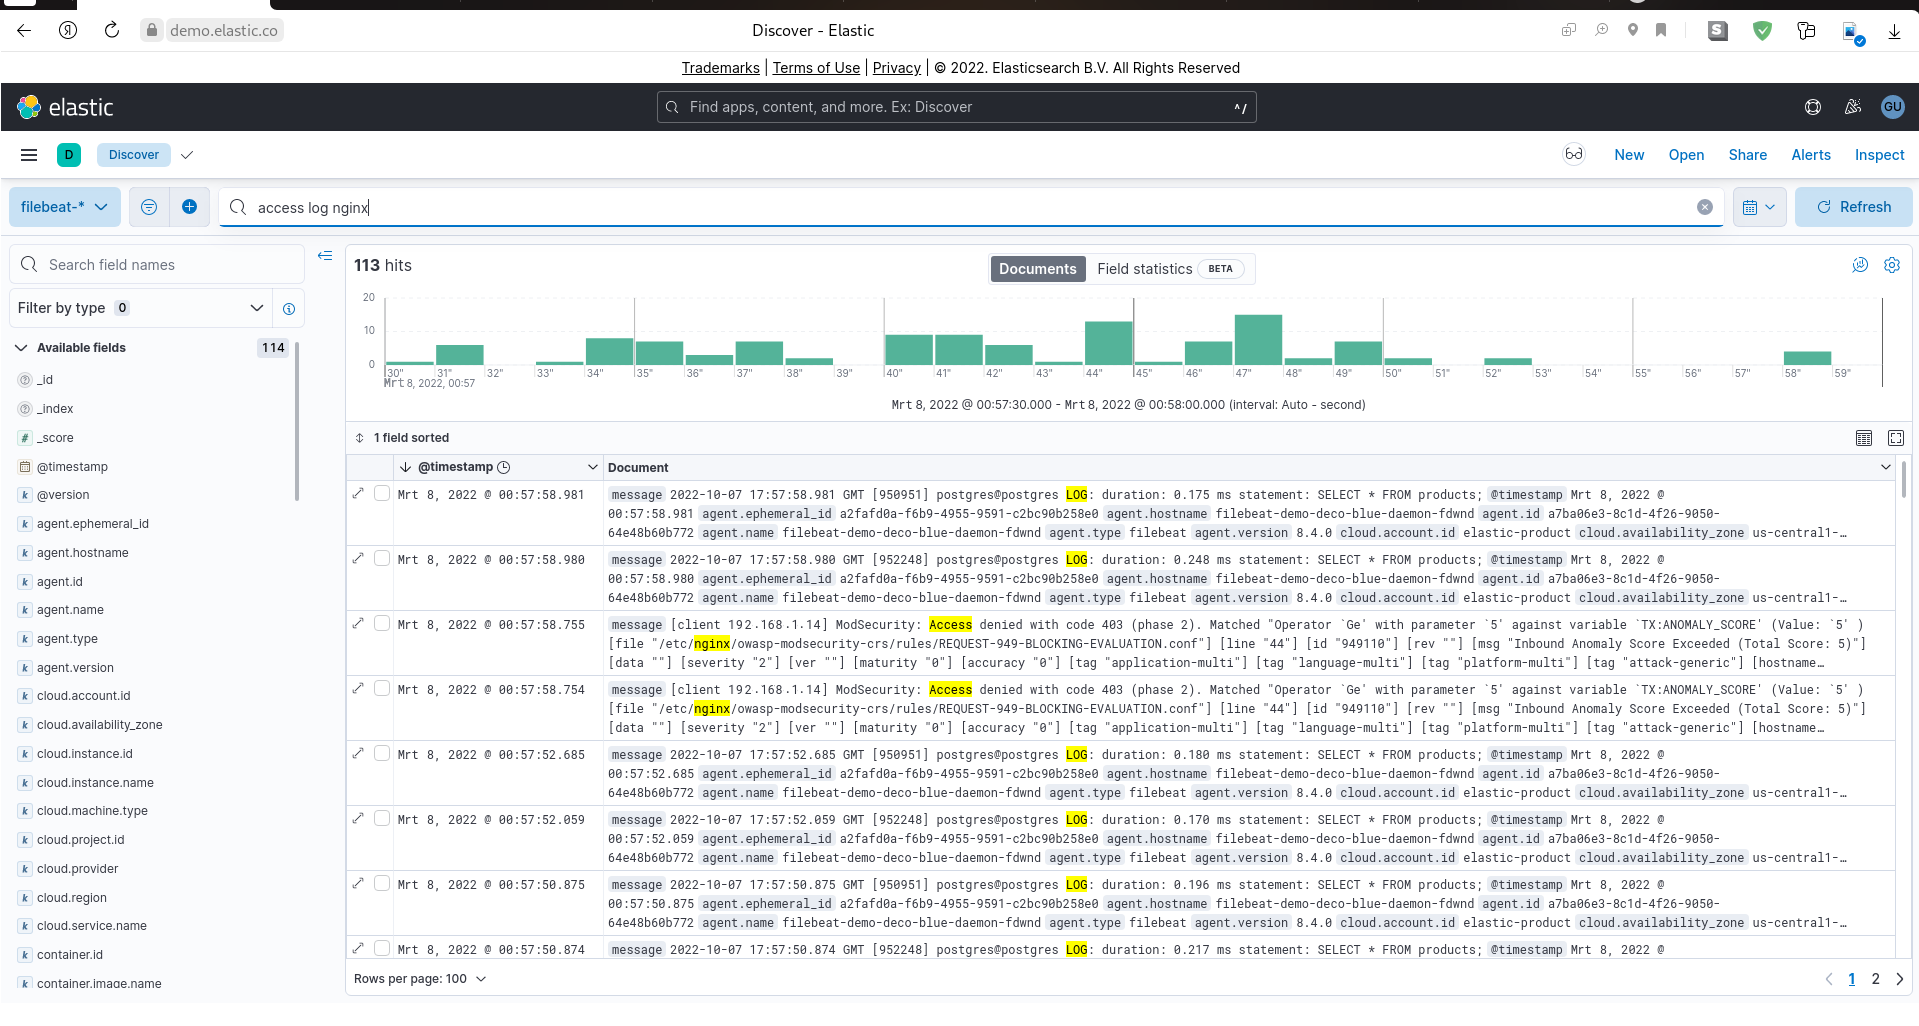 demo.elastic.co Discover - Elastic
Trademarks | Terms of Use | Privacy | © 2022. Elasticsearch B.V. All Rights Reserved
elastic Find apps, content, and more. Ex: Discover ^/ GU
D Discover New Open Share Alerts Inspect
filebeat-* access log nginx Refresh
Search field names
Filter by type 0
Available fields 114
_id
_index
_score
@timestamp
@version
agent.ephemeral_id
agent.hostname
agent.id
agent.name
agent.type
agent.version
cloud.account.id
cloud.availability_zone
cloud.instance.id
cloud.instance.name
cloud.machine.type
cloud.project.id
cloud.provider
cloud.region
cloud.service.name
container.id
container.image.name
113 hits Documents Field statistics BETA
20
10
0
30" 31" 32" 33" 34" 35" 36" 37" 38" 39" 40" 41" 42" 43" 44" 45" 46" 47" 48" 49" 50" 51" 52" 53" 54" 55" 56" 57" 58" 59"
Mrt 8, 2022, 00:57
Mrt 8, 2022 @ 00:57:30.000 - Mrt 8, 2022 @ 00:58:00.000 (interval: Auto - second)
1 field sorted
@timestamp Document
Mrt 8, 2022 @ 00:57:58.981 message 2022-10-07 17:57:58.981 GMT [950951] postgres@postgres LOG: duration: 0.175 ms statement: SELECT * FROM products; @timestamp Mrt 8, 2022 @
00:57:58.981 agent.ephemeral_id a2fafd0a-f6b9-4955-9591-c2bc90b258e0 agent.hostname filebeat-demo-deco-blue-daemon-fdwnd agent.id a7ba06e3-8c1d-4f26-9050-
64e48b60b772 agent.name filebeat-demo-deco-blue-daemon-fdwnd agent.type filebeat agent.version 8.4.0 cloud.account.id elastic-product cloud.availability_zone us-central1-…
Mrt 8, 2022 @ 00:57:58.980 message 2022-10-07 17:57:58.980 GMT [952248] postgres@postgres LOG: duration: 0.248 ms statement: SELECT * FROM products; @timestamp Mrt 8, 2022 @
00:57:58.980 agent.ephemeral_id a2fafd0a-f6b9-4955-9591-c2bc90b258e0 agent.hostname filebeat-demo-deco-blue-daemon-fdwnd agent.id a7ba06e3-8c1d-4f26-9050-
64e48b60b772 agent.name filebeat-demo-deco-blue-daemon-fdwnd agent.type filebeat agent.version 8.4.0 cloud.account.id elastic-product cloud.availability_zone us-central1-…
Mrt 8, 2022 @ 00:57:58.755 message [client 192.168.1.14] ModSecurity: Access denied with code 403 (phase 2). Matched "Operator `Ge' with parameter `5' against variable `TX:ANOMALY_SCORE' (Value: `5' )
[file "/etc/nginx/owasp-modsecurity-crs/rules/REQUEST-949-BLOCKING-EVALUATION.conf"] [line "44"] [id "949110"] [rev ""] [msg "Inbound Anomaly Score Exceeded (Total Score: 5)"]
[data ""] [severity "2"] [ver ""] [maturity "0"] [accuracy "0"] [tag "application-multi"] [tag "language-multi"] [tag "platform-multi"] [tag "attack-generic"] [hostname…
Mrt 8, 2022 @ 00:57:58.754 message [client 192.168.1.14] ModSecurity: Access denied with code 403 (phase 2). Matched "Operator `Ge' with parameter `5' against variable `TX:ANOMALY_SCORE' (Value: `5' )
[file "/etc/nginx/owasp-modsecurity-crs/rules/REQUEST-949-BLOCKING-EVALUATION.conf"] [line "44"] [id "949110"] [rev ""] [msg "Inbound Anomaly Score Exceeded (Total Score: 5)"]
[data ""] [severity "2"] [ver ""] [maturity "0"] [accuracy "0"] [tag "application-multi"] [tag "language-multi"] [tag "platform-multi"] [tag "attack-generic"] [hostname…
Mrt 8, 2022 @ 00:57:52.685 message 2022-10-07 17:57:52.685 GMT [950951] postgres@postgres LOG: duration: 0.180 ms statement: SELECT * FROM products; @timestamp Mrt 8, 2022 @
00:57:52.685 agent.ephemeral_id a2fafd0a-f6b9-4955-9591-c2bc90b258e0 agent.hostname filebeat-demo-deco-blue-daemon-fdwnd agent.id a7ba06e3-8c1d-4f26-9050-
64e48b60b772 agent.name filebeat-demo-deco-blue-daemon-fdwnd agent.type filebeat agent.version 8.4.0 cloud.account.id elastic-product cloud.availability_zone us-central1-…
Mrt 8, 2022 @ 00:57:52.059 message 2022-10-07 17:57:52.059 GMT [952248] postgres@postgres LOG: duration: 0.170 ms statement: SELECT * FROM products; @timestamp Mrt 8, 2022 @
00:57:52.059 agent.ephemeral_id a2fafd0a-f6b9-4955-9591-c2bc90b258e0 agent.hostname filebeat-demo-deco-blue-daemon-fdwnd agent.id a7ba06e3-8c1d-4f26-9050-
64e48b60b772 agent.name filebeat-demo-deco-blue-daemon-fdwnd agent.type filebeat agent.version 8.4.0 cloud.account.id elastic-product cloud.availability_zone us-central1-…
Mrt 8, 2022 @ 00:57:50.875 message 2022-10-07 17:57:50.875 GMT [950951] postgres@postgres LOG: duration: 0.196 ms statement: SELECT * FROM products; @timestamp Mrt 8, 2022 @
00:57:50.875 agent.ephemeral_id a2fafd0a-f6b9-4955-9591-c2bc90b258e0 agent.hostname filebeat-demo-deco-blue-daemon-fdwnd agent.id a7ba06e3-8c1d-4f26-9050-
64e48b60b772 agent.name filebeat-demo-deco-blue-daemon-fdwnd agent.type filebeat agent.version 8.4.0 cloud.account.id elastic-product cloud.availability_zone us-central1-…
Mrt 8, 2022 @ 00:57:50.874 message 2022-10-07 17:57:50.874 GMT [952248] postgres@postgres LOG: duration: 0.217 ms statement: SELECT * FROM products; @timestamp Mrt 8, 2022 @
Rows per page: 100 1 2